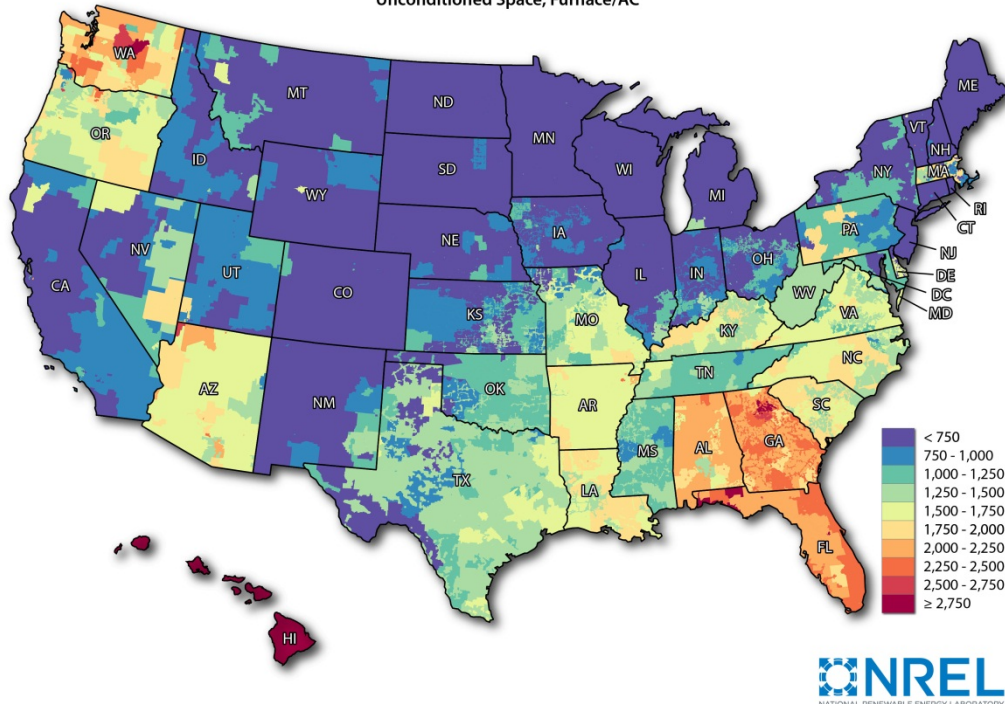 Unconditioned Space, Furnace/AC
WA
MT
ND
MN
ME
OR
ID
SD
WI
VT
NH
WY
MI
NY
MA
RI
CT
NE
IA
PA
NJ
NV
UT
CO
IL
IN
OH
DE
DC
MD
CA
KS
MO
WV
VA
KY
AZ
NM
OK
AR
TN
NC
SC
TX
MS
AL
GA
LA
FL
HI
< 750
750 - 1,000
1,000 - 1,250
1,250 - 1,500
1,500 - 1,750
1,750 - 2,000
2,000 - 2,250
2,250 - 2,500
2,500 - 2,750
≥ 2,750
NREL
NATIONAL RENEWABLE ENERGY LABORATORY